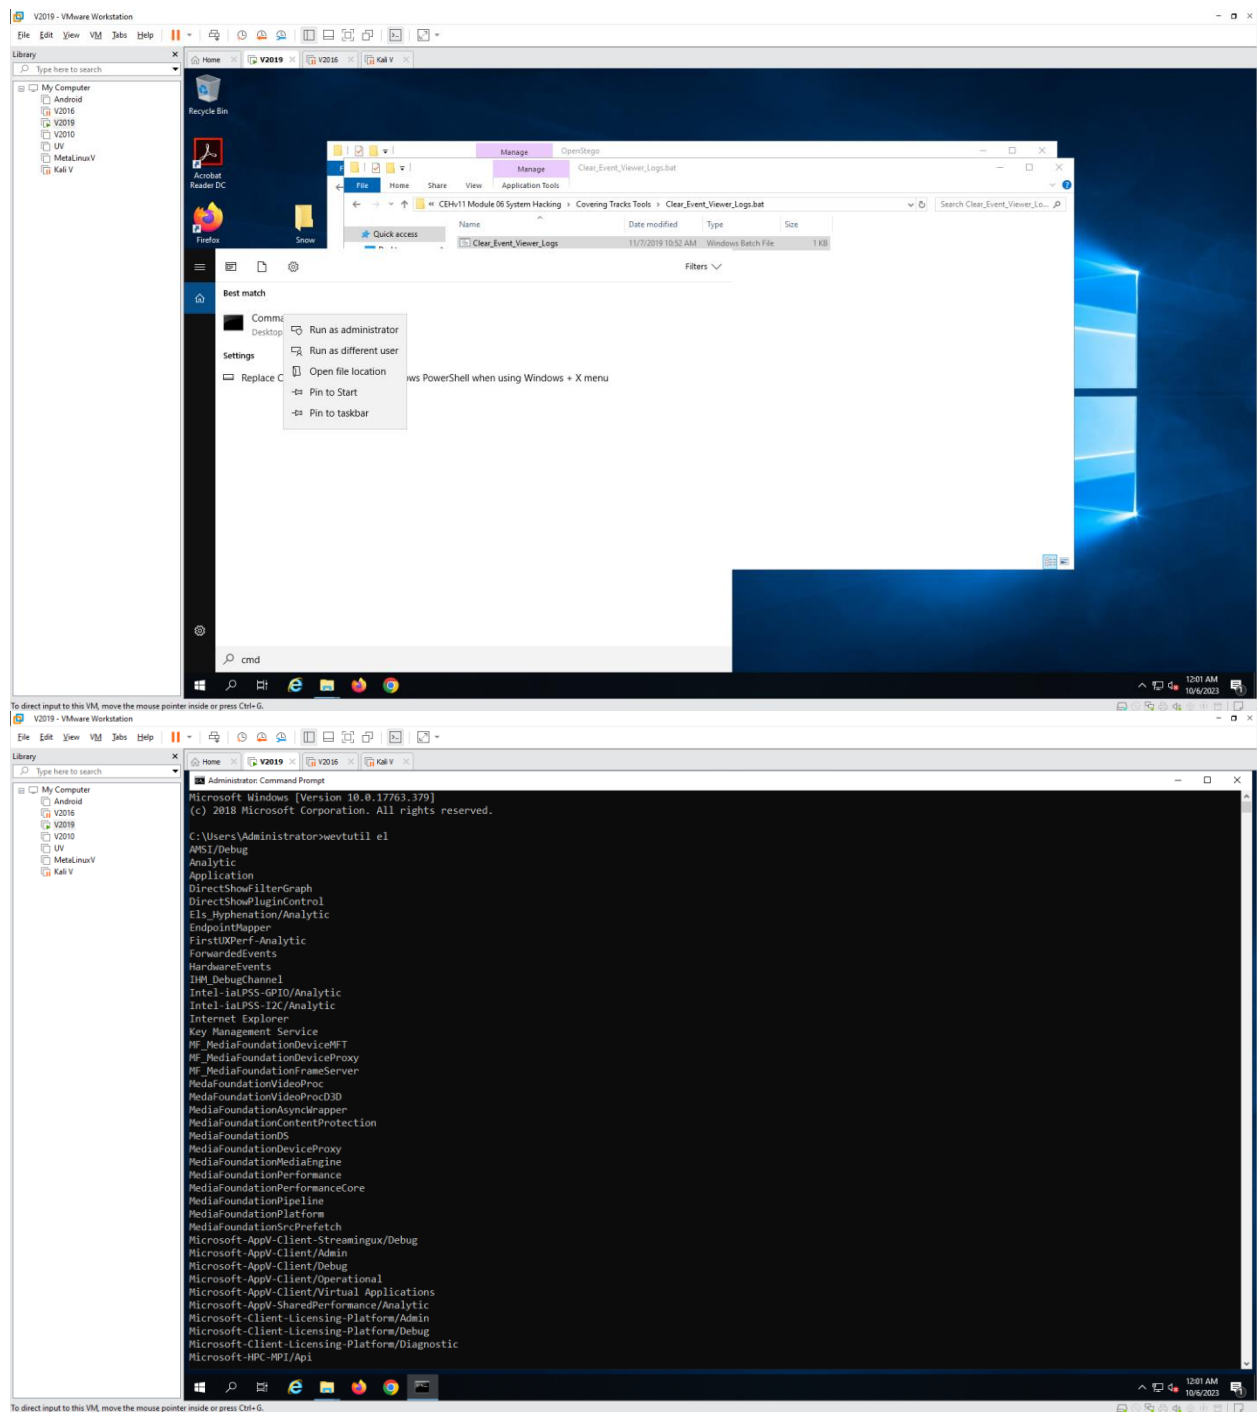 V2019 - VMware Workstation
File Edit View VM Tabs Help
Library
Type here to search
My Computer
Android
V2016
V2019
V2010
UV
MetaLinuxV
Kali V
Home V2019 V2016 Kali V
Recycle Bin
Acrobat
Reader DC
Firefox
Snow
Manage OpenStego
Manage Clear_Event_Viewer_Logs.bat
File Home Share View Application Tools
« CEHv11 Module 06 System Hacking › Covering Tracks Tools › Clear_Event_Viewer_Logs.bat
Search Clear_Event_Viewer_Lo...
Name Date modified Type Size
Quick access
Clear_Event_Viewer_Logs 11/7/2019 10:52 AM Windows Batch File 1 KB
Filters
Best match
Comma
Desktop
Run as administrator
Run as different user
Settings
Open file location
Replace C
ows PowerShell when using Windows + X menu
Pin to Start
Pin to taskbar
cmd
12:01 AM
10/6/2023
To direct input to this VM, move the mouse pointer inside or press Ctrl+G.
V2019 - VMware Workstation
File Edit View VM Tabs Help
Library
Type here to search
My Computer
Android
V2016
V2019
V2010
UV
MetaLinuxV
Kali V
Home V2019 V2016 Kali V
Administrator: Command Prompt
Microsoft Windows [Version 10.0.17763.379]
(c) 2018 Microsoft Corporation. All rights reserved.
C:\Users\Administrator>wevtutil el
AMSI/Debug
Analytic
Application
DirectShowFilterGraph
DirectShowPluginControl
Els_Hyphenation/Analytic
EndpointMapper
FirstUXPerf-Analytic
ForwardedEvents
HardwareEvents
IHM_DebugChannel
Intel-iaLPSS-GPIO/Analytic
Intel-iaLPSS-I2C/Analytic
Internet Explorer
Key Management Service
MF_MediaFoundationDeviceMFT
MF_MediaFoundationDeviceProxy
MF_MediaFoundationFrameServer
MedaFoundationVideoProc
MedaFoundationVideoProcD3D
MediaFoundationAsyncWrapper
MediaFoundationContentProtection
MediaFoundationDS
MediaFoundationDeviceProxy
MediaFoundationMediaEngine
MediaFoundationPerformance
MediaFoundationPerformanceCore
MediaFoundationPipeline
MediaFoundationPlatform
MediaFoundationSrcPrefetch
Microsoft-AppV-Client-Streamingux/Debug
Microsoft-AppV-Client/Admin
Microsoft-AppV-Client/Debug
Microsoft-AppV-Client/Operational
Microsoft-AppV-Client/Virtual Applications
Microsoft-AppV-SharedPerformance/Analytic
Microsoft-Client-Licensing-Platform/Admin
Microsoft-Client-Licensing-Platform/Debug
Microsoft-Client-Licensing-Platform/Diagnostic
Microsoft-HPC-MPI/Api
12:01 AM
10/6/2023
To direct input to this VM, move the mouse pointer inside or press Ctrl+G.